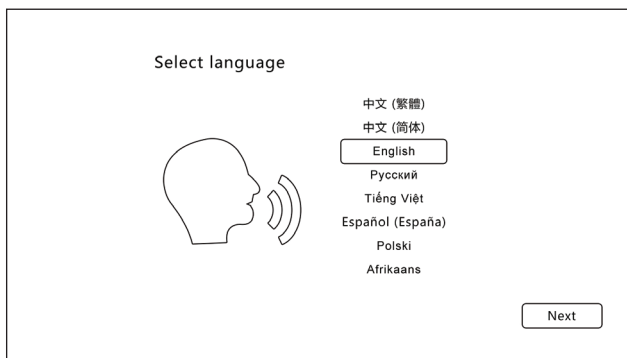 Select language
中文 (繁體)
中文 (简体)
English
Русский
Tiếng Việt
Español (España)
Polski
Afrikaans
Next